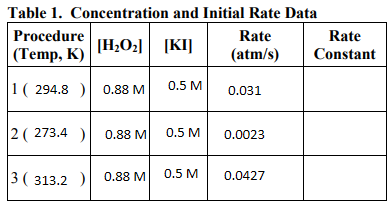 Table 1.  Concentration and Initial Rate Data
Procedure (Temp, K) [H₂O₂] [KI] Rate (atm/s) Rate Constant
1 ( 294.8 ) 0.88 M 0.5 M 0.031
2 ( 273.4 ) 0.88 M 0.5 M 0.0023
3 ( 313.2 ) 0.88 M 0.5 M 0.0427